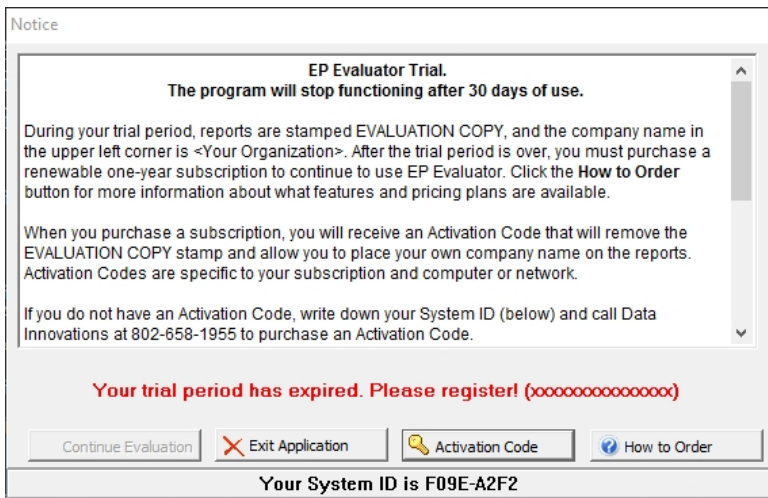 Notice
EP Evaluator Trial.
The program will stop functioning after 30 days of use.
During your trial period, reports are stamped EVALUATION COPY, and the company name in
the upper left corner is <Your Organization>. After the trial period is over, you must purchase a
renewable one-year subscription to continue to use EP Evaluator. Click the How to Order
button for more information about what features and pricing plans are available.
When you purchase a subscription, you will receive an Activation Code that will remove the
EVALUATION COPY stamp and allow you to place your own company name on the reports.
Activation Codes are specific to your subscription and computer or network.
If you do not have an Activation Code, write down your System ID (below) and call Data
Innovations at 802-658-1955 to purchase an Activation Code.
Your trial period has expired. Please register! (xxxxxxxxxxxxxxx)
Continue Evaluation Exit Application Activation Code How to Order
Your System ID is F09E-A2F2